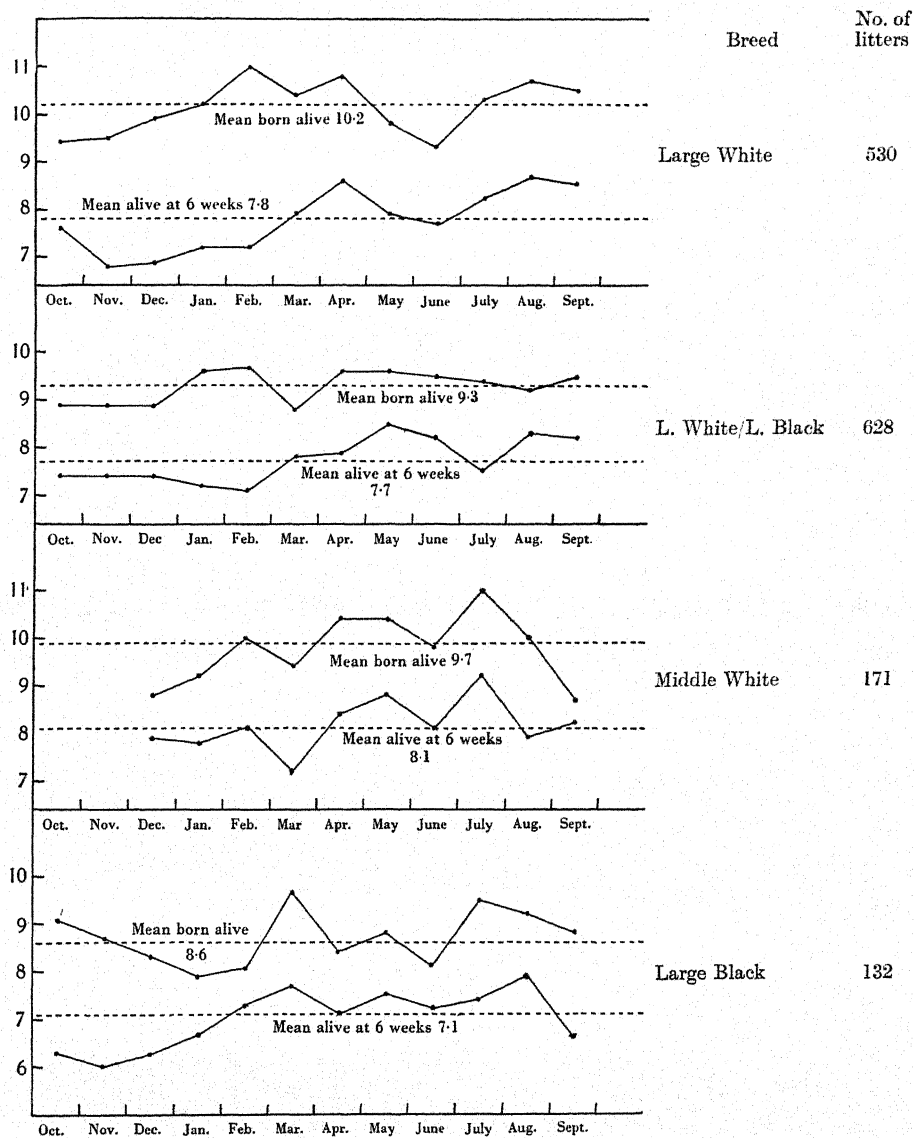 No. of
Breed litters
11
10
9
8
7
Mean born alive 10·2
Mean alive at 6 weeks 7·8
Large White 530
Oct. Nov. Dec. Jan. Feb. Mar. Apr. May June July Aug. Sept.
10
9
8
7
Mean born alive 9·3
Mean alive at 6 weeks
7·7
L. White/L. Black 628
Oct. Nov. Dec Jan. Feb. Mar. Apr. May June July Aug. Sept.
11
10
9
8
7
Mean born alive 9·7
Mean alive at 6 weeks
8·1
Middle White 171
Oct. Nov. Dec. Jan. Feb. Mar Apr. May June July Aug. Sept.
10
9
8
7
6
Mean born alive
8·6
Mean alive at 6 weeks 7·1
Large Black 132
Oct. Nov. Dec. Jan. Feb. Mar. Apr. May June July Aug. Sept.